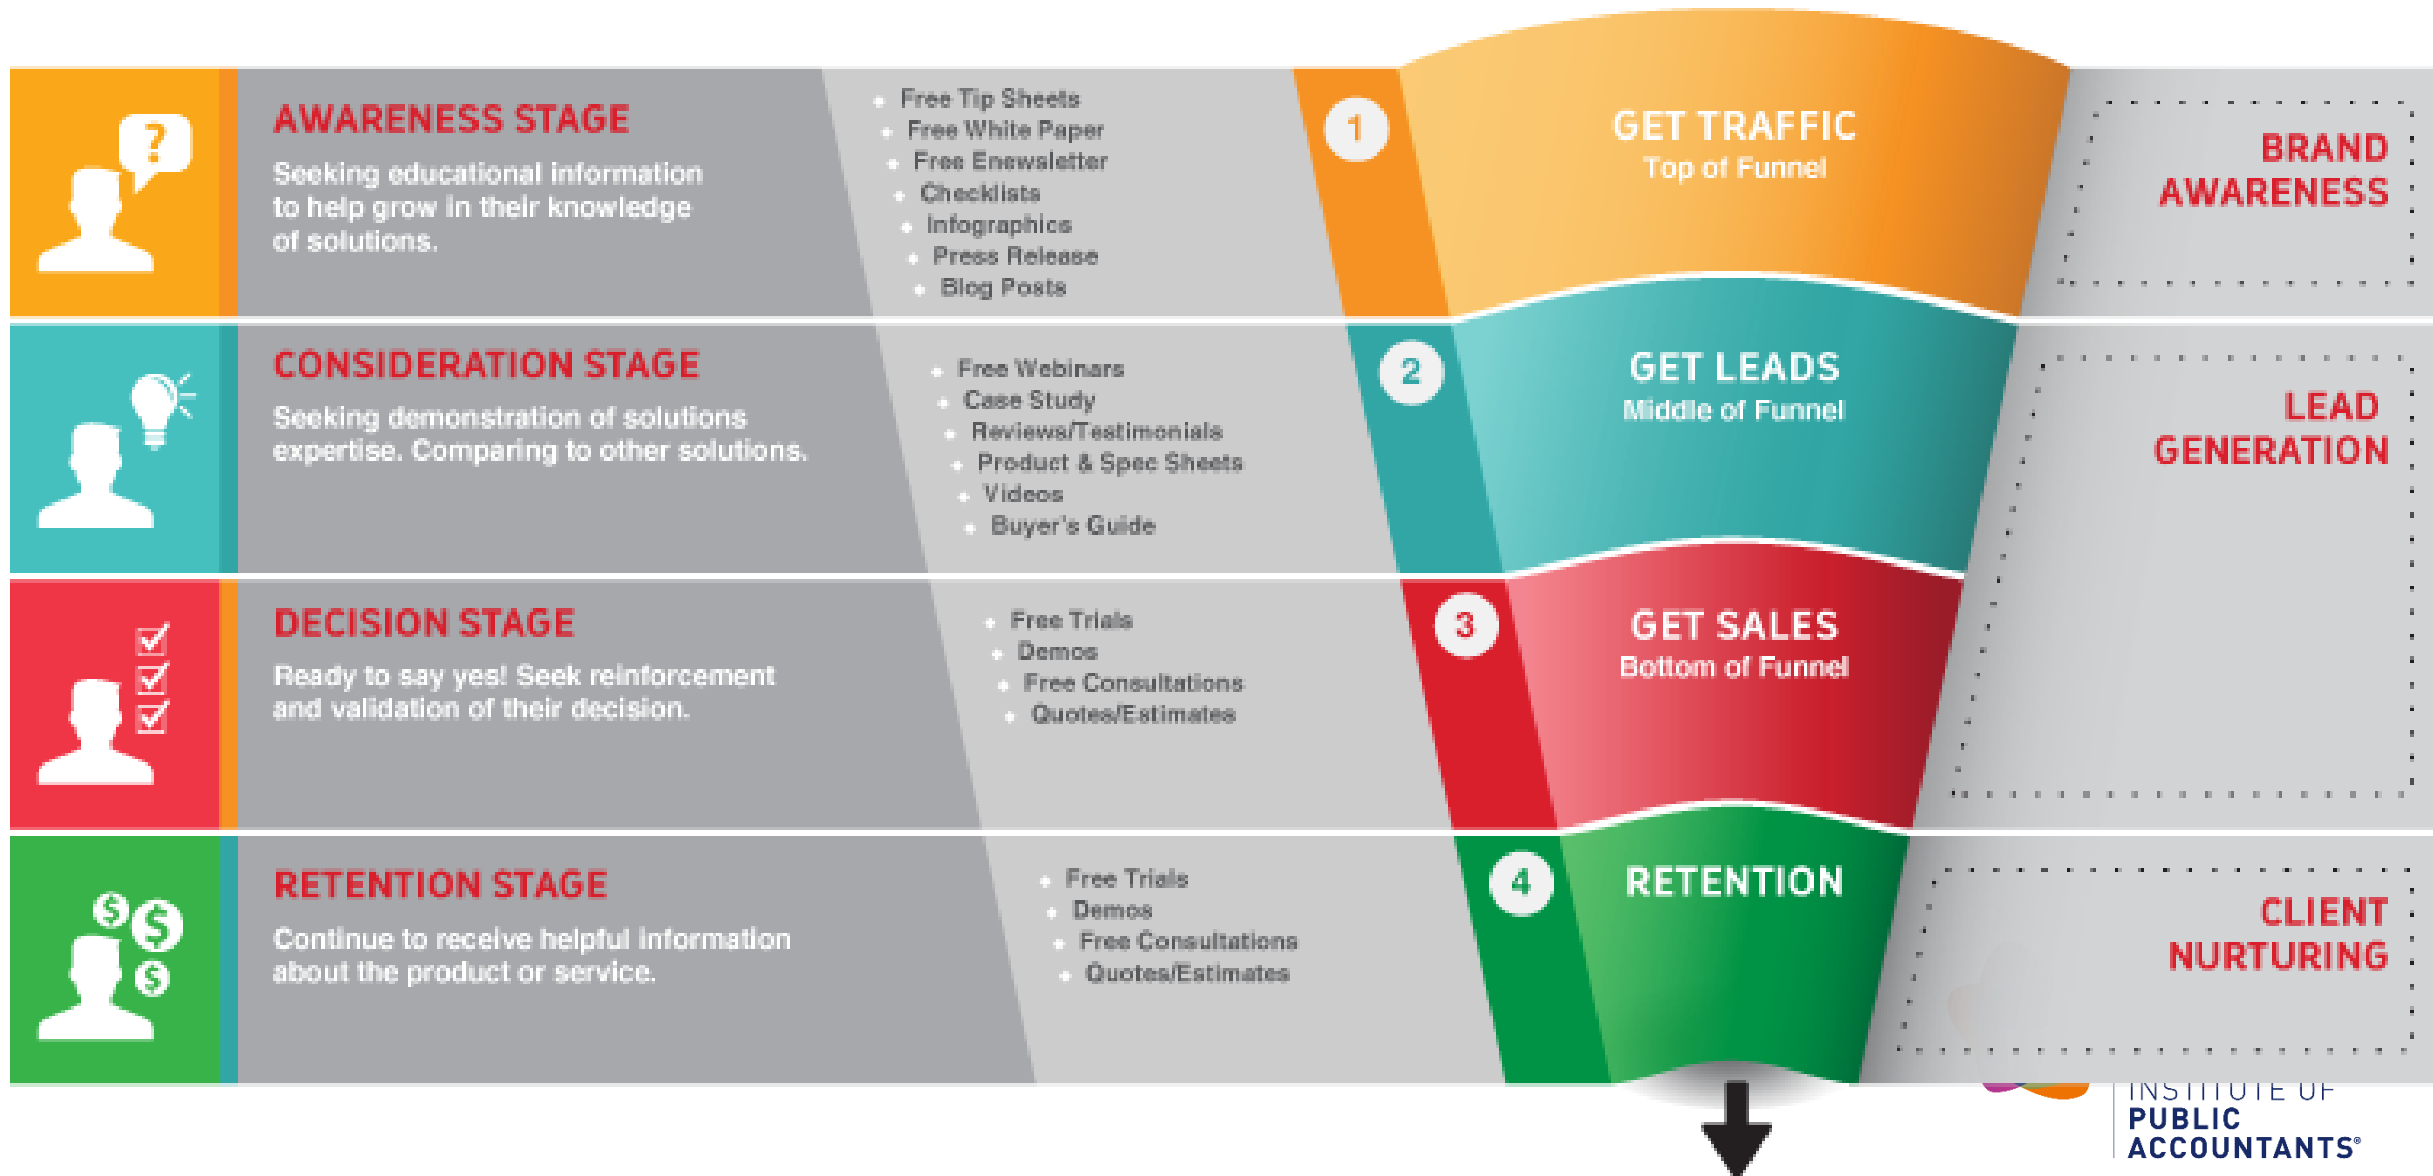 AWARENESS STAGE
Seeking educational information
to help grow in their knowledge
of solutions.
Free Tip Sheets
Free White Paper
Free Enewsletter
Checklists
Infographics
Press Release
Blog Posts
1
GET TRAFFIC
Top of Funnel
BRAND
AWARENESS
CONSIDERATION STAGE
Seeking demonstration of solutions
expertise. Comparing to other solutions.
Free Webinars
Case Study
Reviews/Testimonials
Product & Spec Sheets
Videos
Buyer's Guide
2
GET LEADS
Middle of Funnel
LEAD
GENERATION
DECISION STAGE
Ready to say yes! Seek reinforcement
and validation of their decision.
Free Trials
Demos
Free Consultations
Quotes/Estimates
3
GET SALES
Bottom of Funnel
RETENTION STAGE
Continue to receive helpful information
about the product or service.
Free Trials
Demos
Free Consultations
Quotes/Estimates
4
RETENTION
CLIENT
NURTURING
INSTITUTE OF
PUBLIC
ACCOUNTANTS®